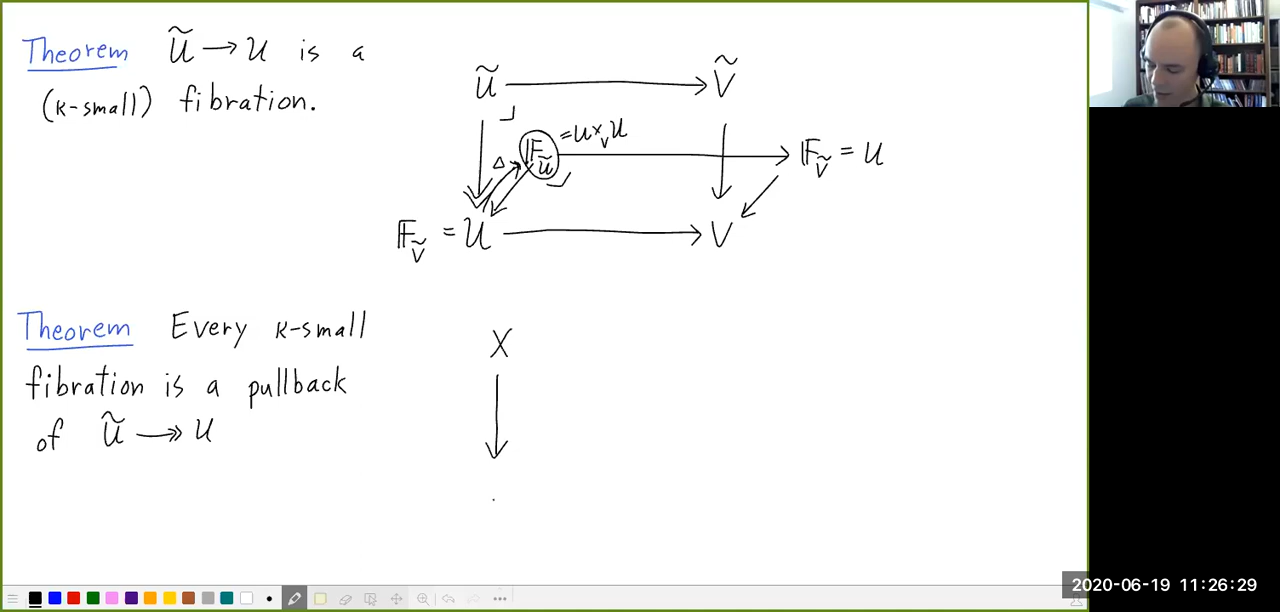 Theorem Ũ → U is a
(κ-small) fibration.
Ũ → Ṽ
Δ 𝔽_Ũ = U ×_V U → 𝔽_Ṽ = U
𝔽_Ṽ = U → V
Theorem Every κ-small
fibration is a pullback
of Ũ ↠ U
X
2020-06-19 11:26:29